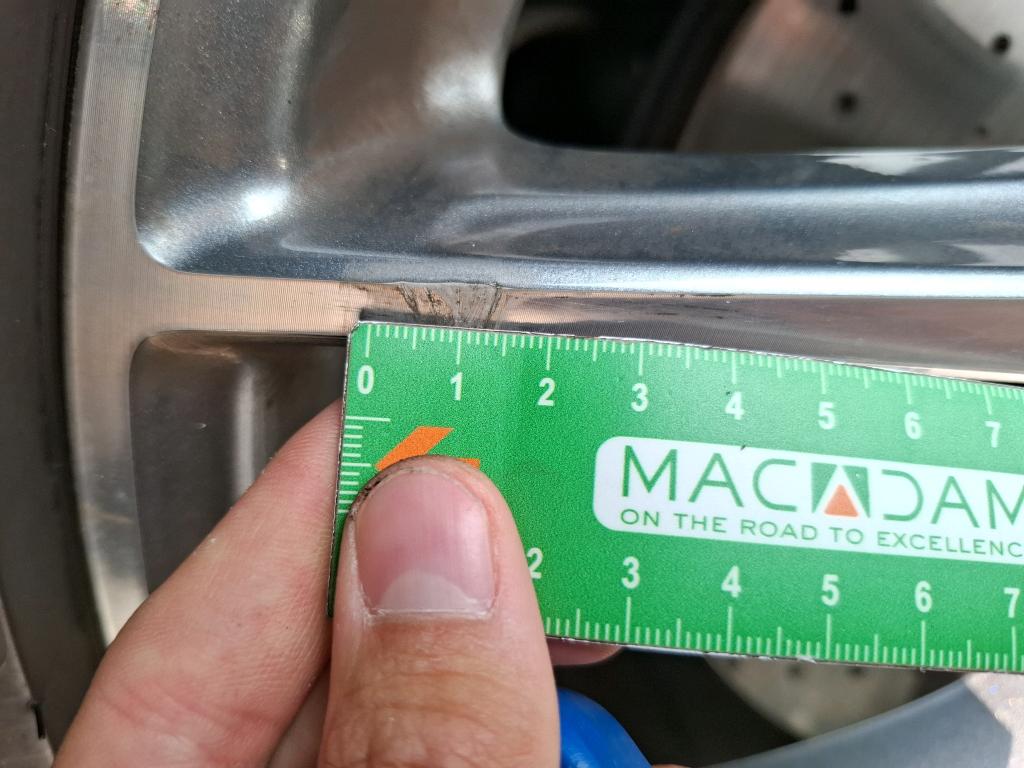 0 1 2 3 4 5 6 7
MACADAM
ON THE ROAD TO EXCELLENC
2 3 4 5 6 7